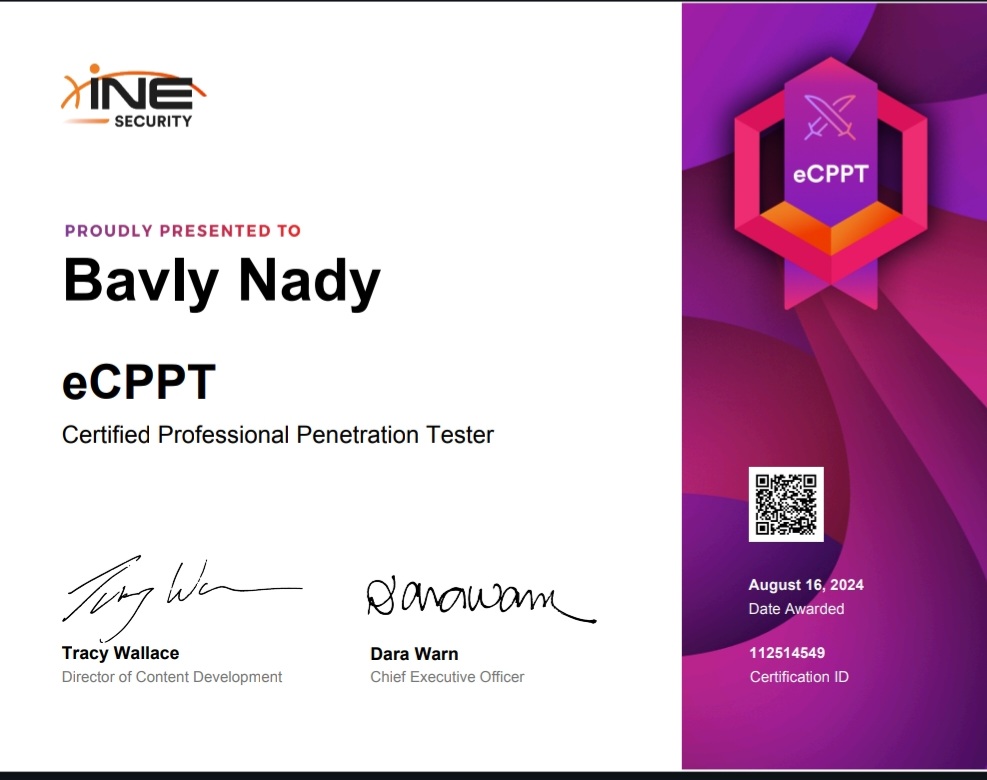 INE
SECURITY
PROUDLY PRESENTED TO
Bavly Nady
eCPPT
Certified Professional Penetration Tester
Tracy Wallace
Director of Content Development
Dara Warn
Chief Executive Officer
eCPPT
August 16, 2024
Date Awarded
112514549
Certification ID